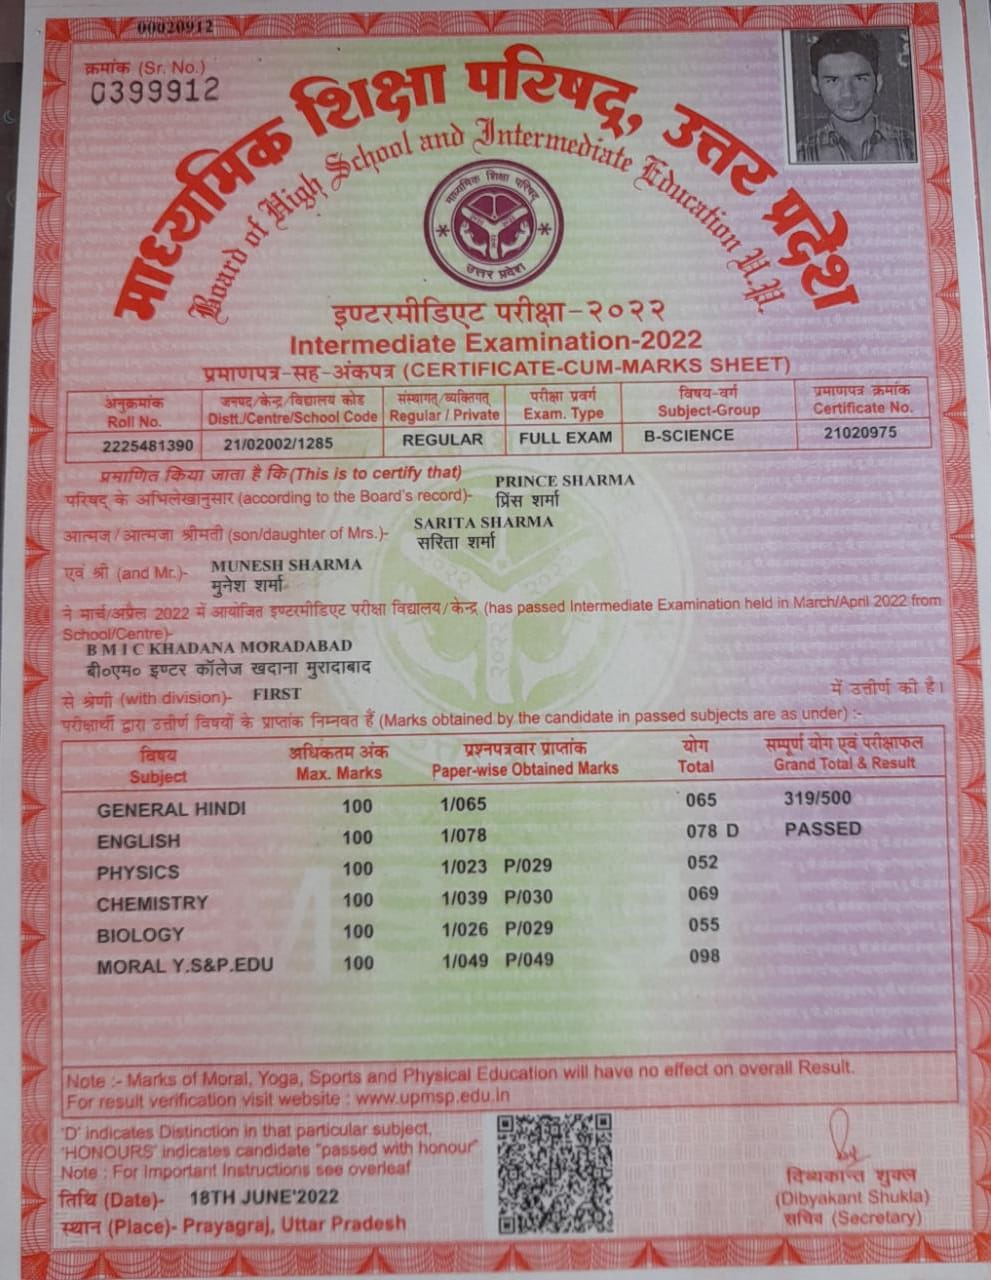 00020912
क्रमांक (Sr. No.)
0399912
माध्यमिक शिक्षा परिषद्, उत्तर प्रदेश
Board of High School and Intermediate Education U.P.
माध्यमिक शिक्षा परिषद्
उत्तर प्रदेश
इण्टरमीडिएट परीक्षा-२०२२
Intermediate Examination-2022
प्रमाणपत्र-सह-अंकपत्र (CERTIFICATE-CUM-MARKS SHEET)
अनुक्रमांक जनपद/केन्द्र/विद्यालय कोड संस्थागत/व्यक्तिगत परीक्षा प्रवर्ग विषय-वर्ग प्रमाणपत्र क्रमांक
Roll No. Distt./Centre/School Code Regular / Private Exam. Type Subject-Group Certificate No.
2225481390 21/02002/1285 REGULAR FULL EXAM B-SCIENCE 21020975
प्रमाणित किया जाता है कि (This is to certify that) PRINCE SHARMA
परिषद् के अभिलेखानुसार (according to the Board's record)- प्रिंस शर्मा
SARITA SHARMA
आत्मज/आत्मजा श्रीमती (son/daughter of Mrs.)- सरिता शर्मा
एवं श्री (and Mr.)- MUNESH SHARMA
मुनेश शर्मा
ने मार्च/अप्रैल 2022 में आयोजित इण्टरमीडिएट परीक्षा विद्यालय/केन्द्र (has passed Intermediate Examination held in March/April 2022 from
School/Centre)-
B M I C KHADANA MORADABAD
बी०एम० इण्टर कॉलेज खदाना मुरादाबाद
से श्रेणी (with division)- FIRST में उत्तीर्ण की है।
परीक्षार्थी द्वारा उत्तीर्ण विषयों के प्राप्तांक निम्नवत हैं (Marks obtained by the candidate in passed subjects are as under) :-
विषय अधिकतम अंक प्रश्नपत्रवार प्राप्तांक योग सम्पूर्ण योग एवं परीक्षाफल
Subject Max. Marks Paper-wise Obtained Marks Total Grand Total & Result
GENERAL HINDI 100 1/065 065 319/500
ENGLISH 100 1/078 078 D PASSED
PHYSICS 100 1/023 P/029 052
CHEMISTRY 100 1/039 P/030 069
BIOLOGY 100 1/026 P/029 055
MORAL Y.S&P.EDU 100 1/049 P/049 098
Note :- Marks of Moral, Yoga, Sports and Physical Education will have no effect on overall Result.
For result verification visit website : www.upmsp.edu.in
'D' indicates Distinction in that particular subject,
'HONOURS' indicates candidate "passed with honour"
Note : For Important Instructions see overleaf
तिथि (Date)- 18TH JUNE'2022
स्थान (Place)- Prayagraj, Uttar Pradesh
दिव्यकान्त शुक्ल
(Dibyakant Shukla)
सचिव (Secretary)